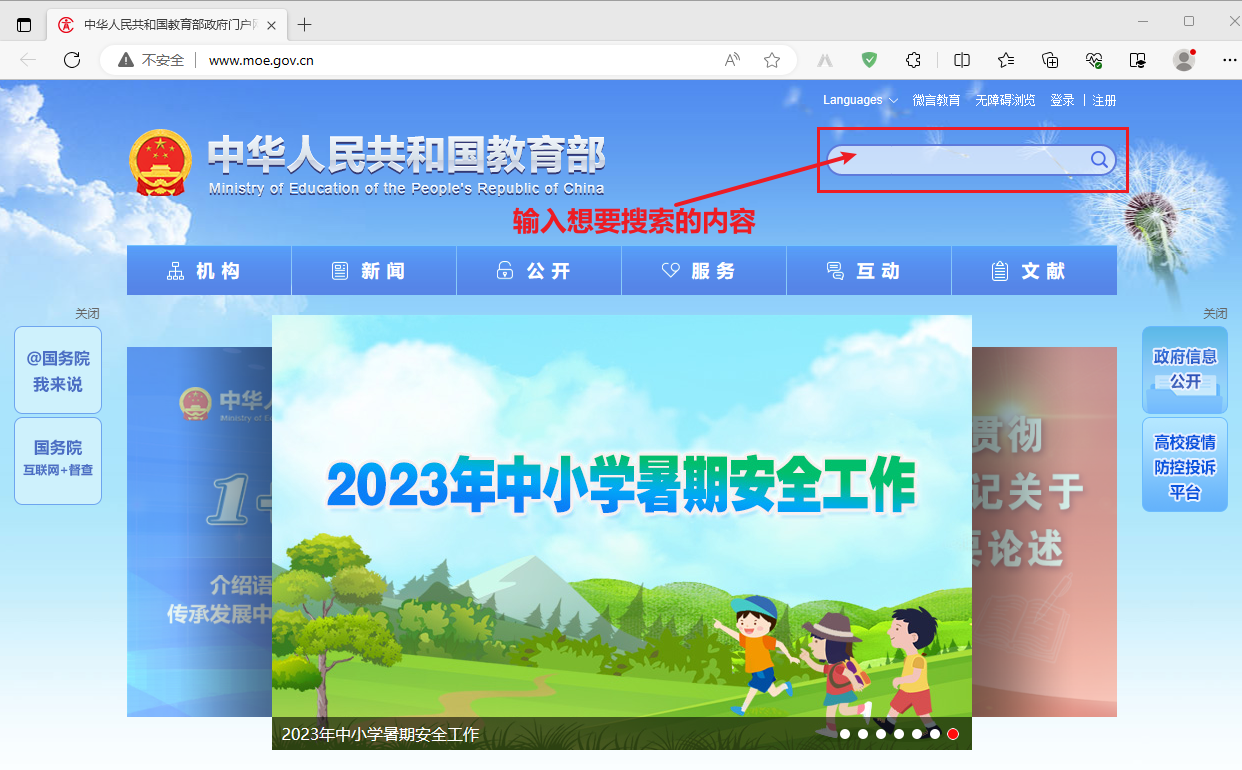 中华人民共和国教育部政府门户网
不安全
www.moe.gov.cn
Languages 微言教育 无障碍浏览 登录 | 注册
中华人民共和国教育部
Ministry of Education of the People's Republic of China
输入想要搜索的内容
机构 新闻 公开 服务 互动 文献
关闭
@国务院
我来说
国务院
互联网+督查
关闭
政府信息
公开
高校疫情
防控投诉
平台
中华
Ministry of E
1+
介绍语
传承发展中
2023年中小学暑期安全工作
贯彻
记关于
要论述
2023年中小学暑期安全工作